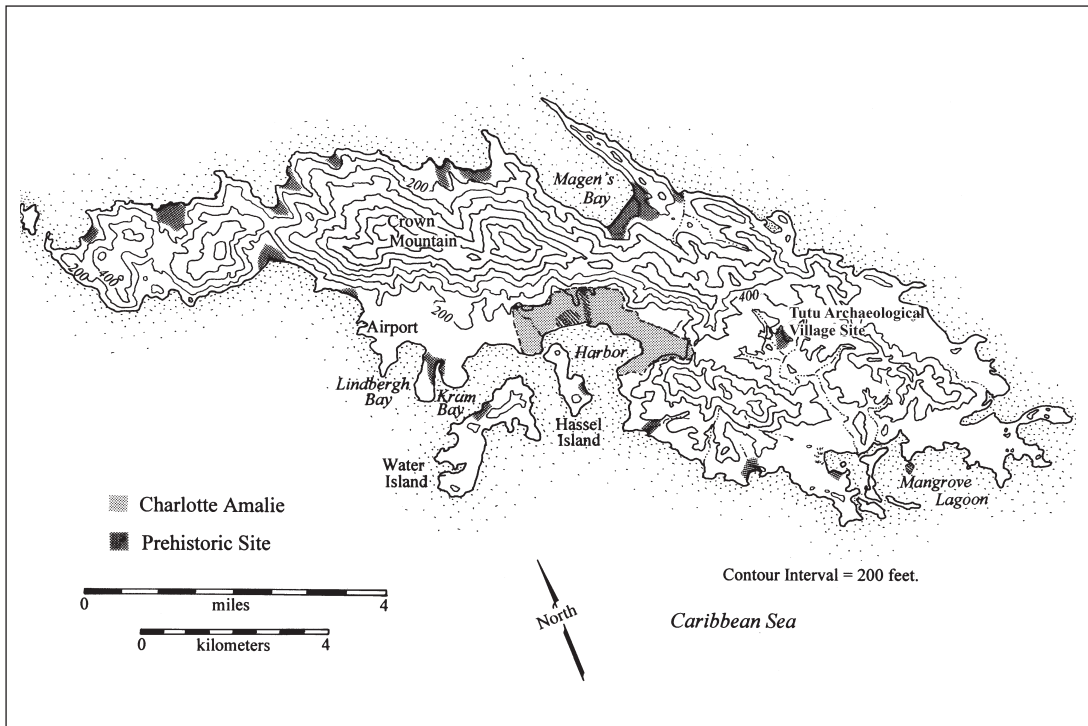 Magen's
Bay
200
Crown
Mountain
200
400
200
400
Tutu Archaeological
Village Site
Airport
Harbor
Lindbergh
Bay
Krum
Bay
Hassel
Island
Water
Island
Mangrove
Lagoon
Charlotte Amalie
Prehistoric Site
Contour Interval = 200 feet.
0 miles 4
0 kilometers 4
North
Caribbean Sea